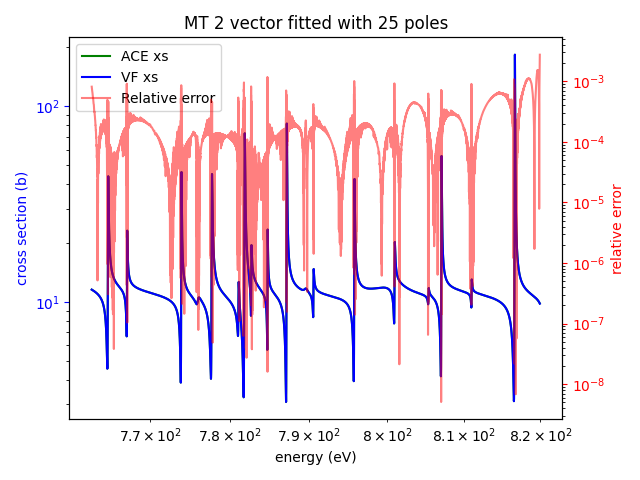 MT 2 vector fitted with 25 poles
ACE xs
VF xs
Relative error
cross section (b)
10²
10¹
relative error
10⁻³
10⁻⁴
10⁻⁵
10⁻⁶
10⁻⁷
10⁻⁸
7.7 × 10² 7.8 × 10² 7.9 × 10² 8 × 10² 8.1 × 10² 8.2 × 10²
energy (eV)